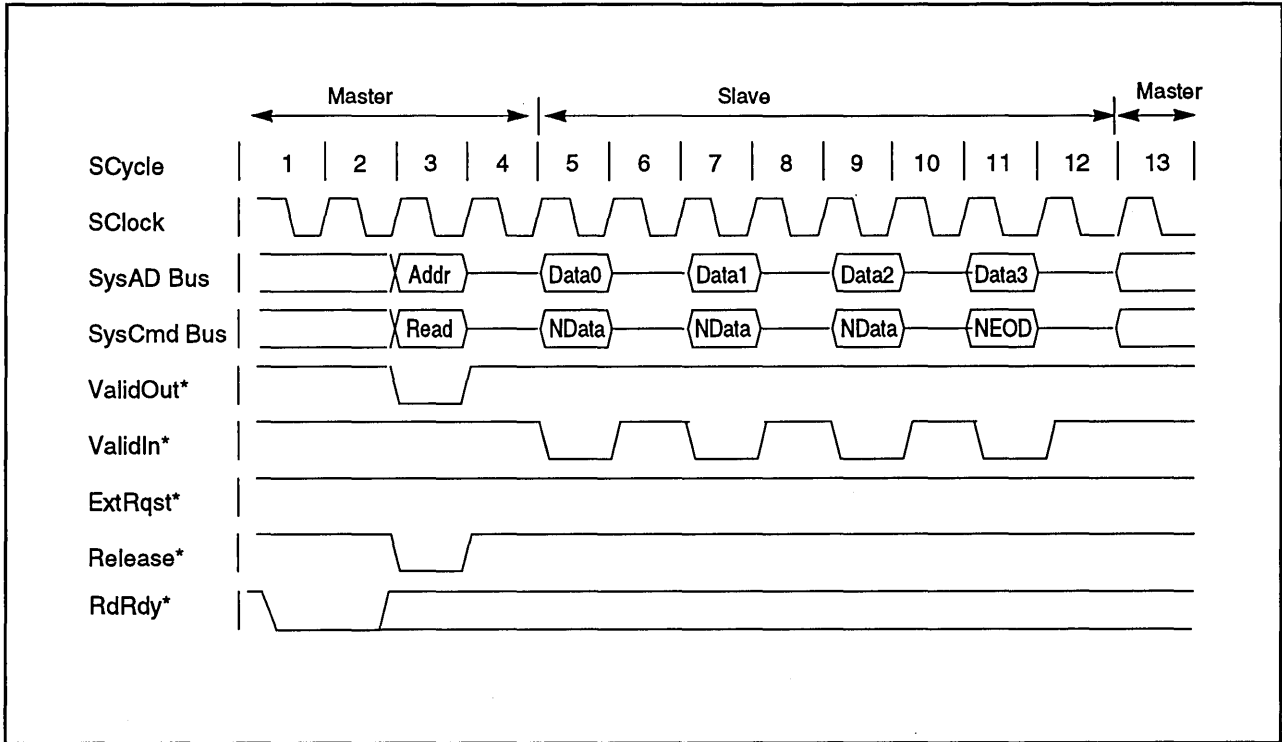 Master Slave Master
SCycle 1 2 3 4 5 6 7 8 9 10 11 12 13
SClock
SysAD Bus Addr Data0 Data1 Data2 Data3
SysCmd Bus Read NData NData NData NEOD
ValidOut*
ValidIn*
ExtRqst*
Release*
RdRdy*